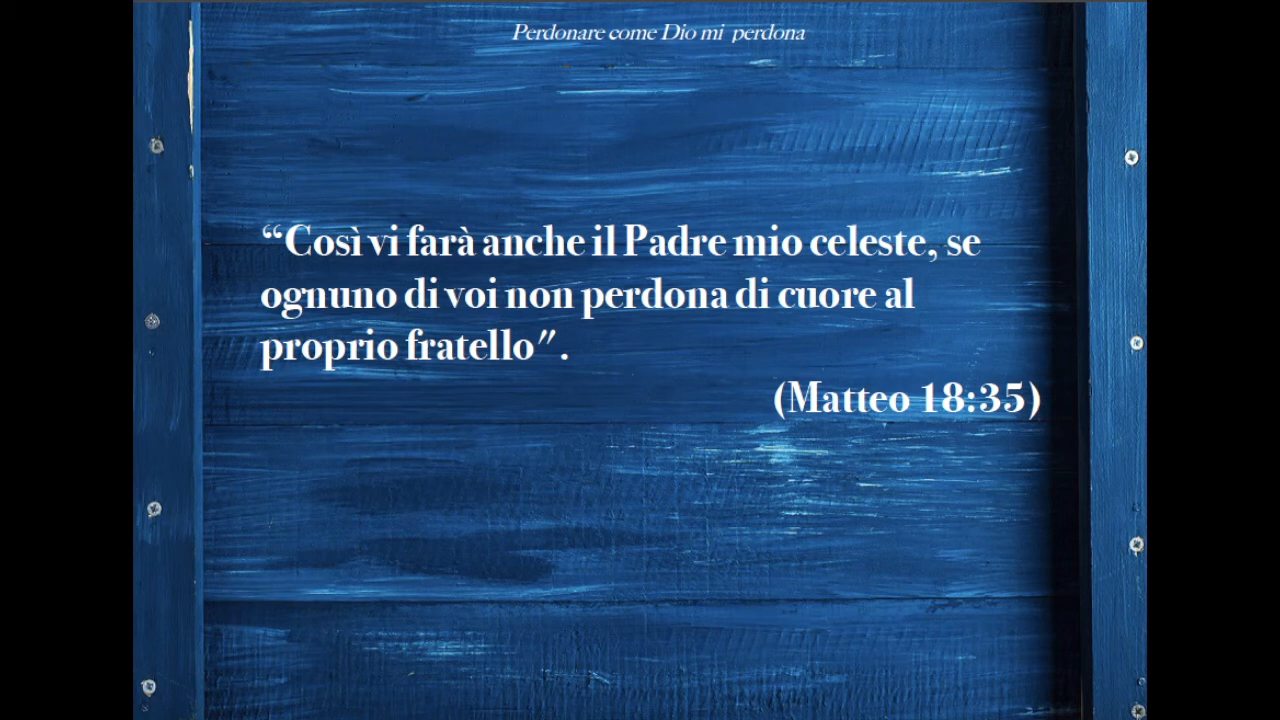 Perdonare come Dio mi perdona
“Così vi farà anche il Padre mio celeste, se
ognuno di voi non perdona di cuore al
proprio fratello”.
(Matteo 18:35)